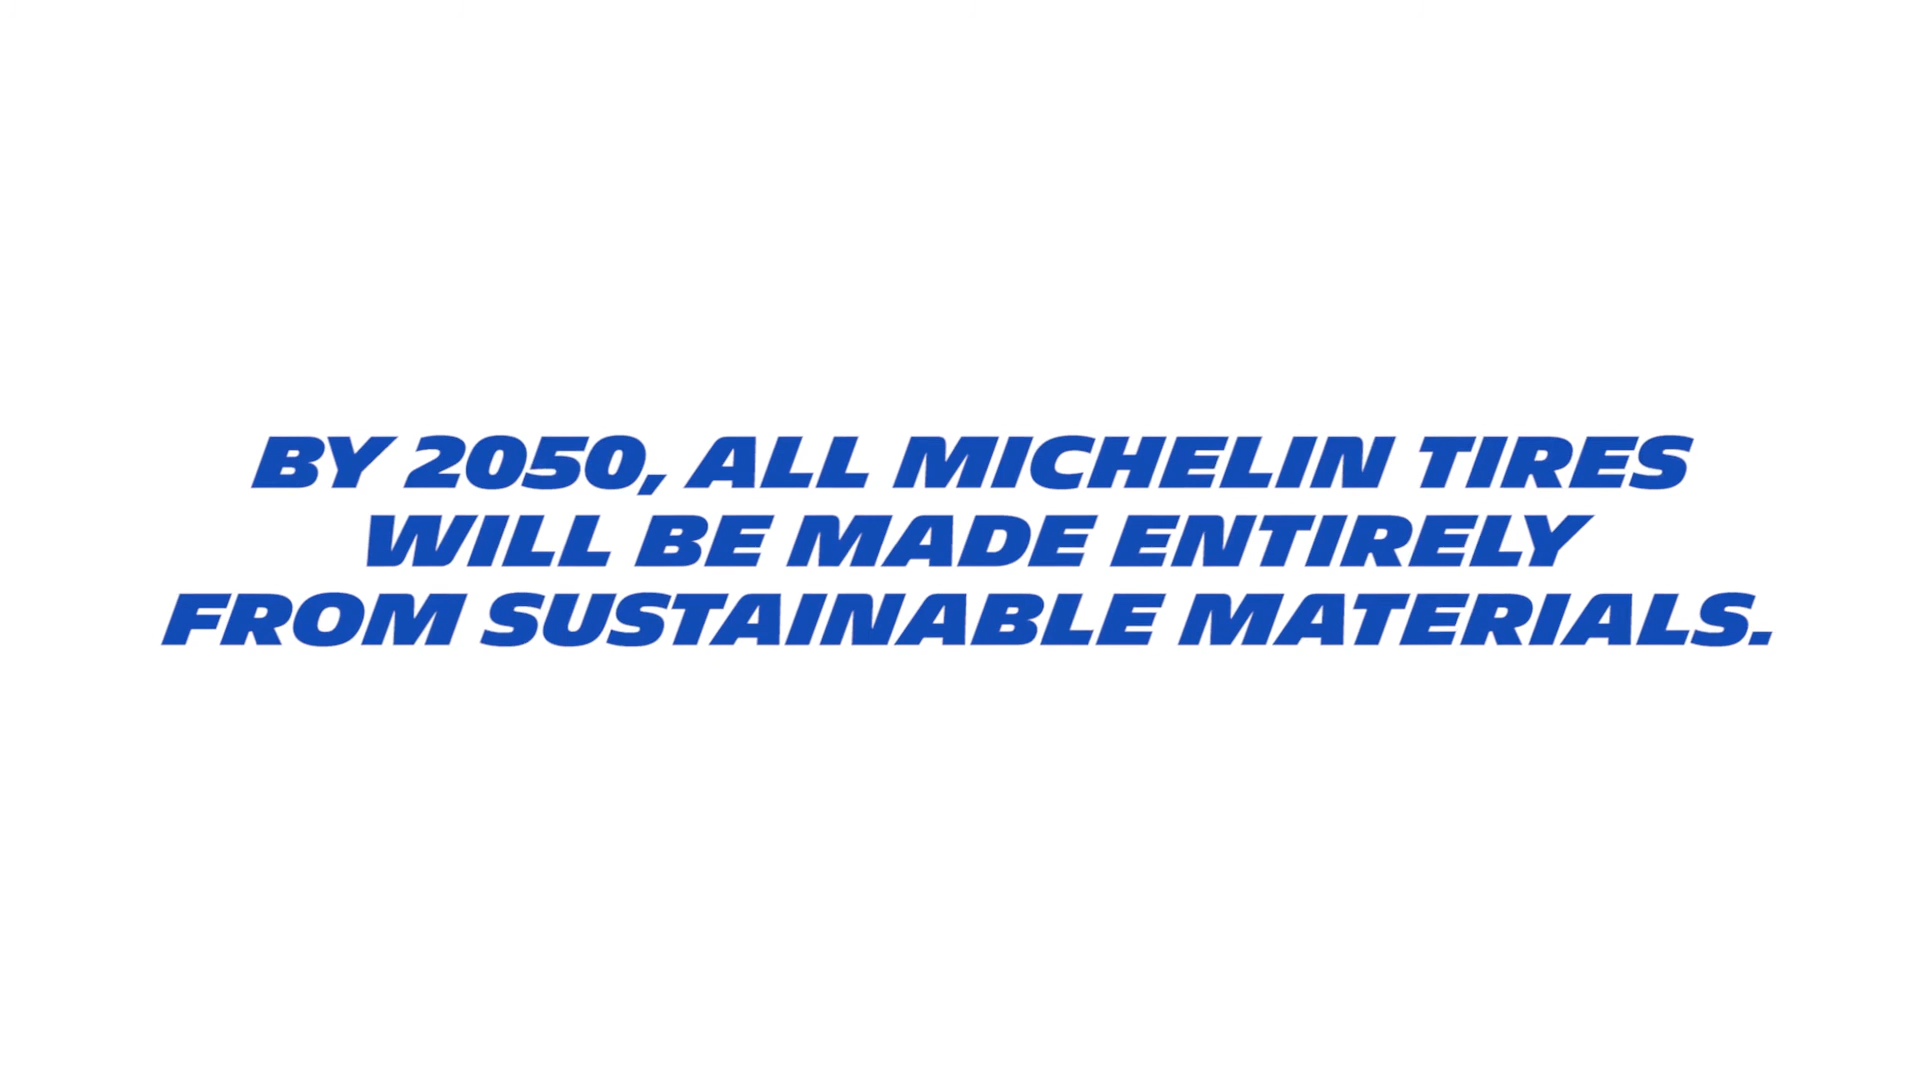 BY 2050, ALL MICHELIN TIRES
WILL BE MADE ENTIRELY
FROM SUSTAINABLE MATERIALS.